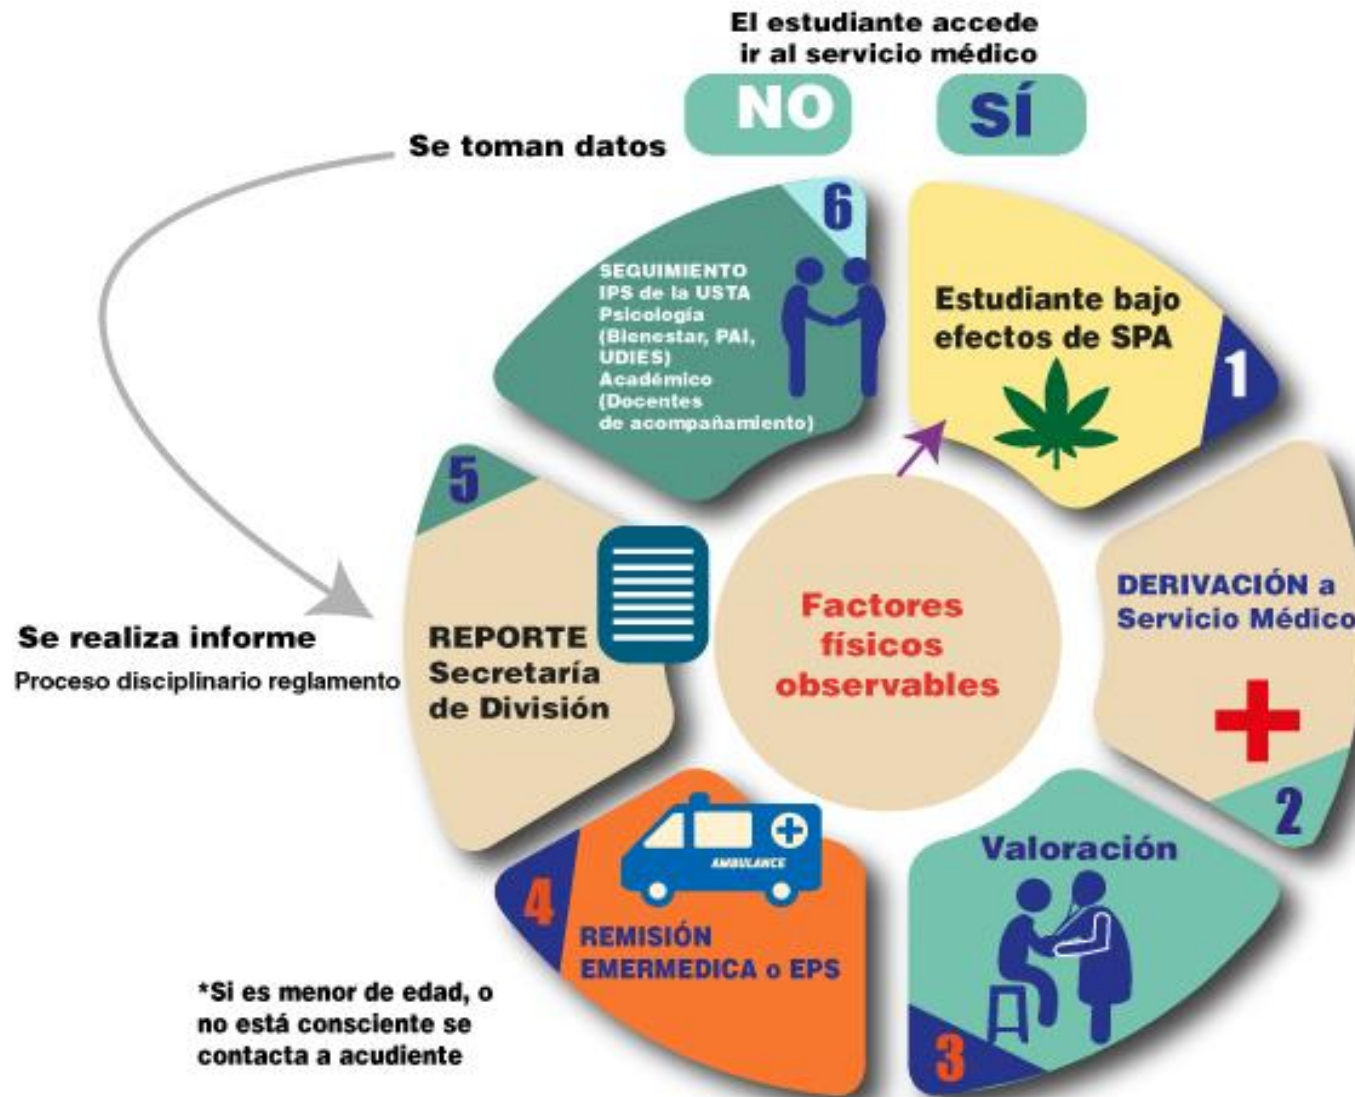 El estudiante accede
ir al servicio médico
NO
SÍ
Se toman datos
6
SEGUIMIENTO
IPS de la USTA
Psicología
(Bienestar, PAI,
UDIES)
Académico
(Docentes
de acompañamiento)
Estudiante bajo
efectos de SPA
1
5
Factores
físicos
observables
DERIVACIÓN a
Servicio Médico
2
Se realiza informe
Proceso disciplinario reglamento
REPORTE
Secretaría
de División
AMBULANCE
4
REMISIÓN
EMERMEDICA o EPS
Valoración
3
*Si es menor de edad, o
no está consciente se
contacta a acudiente